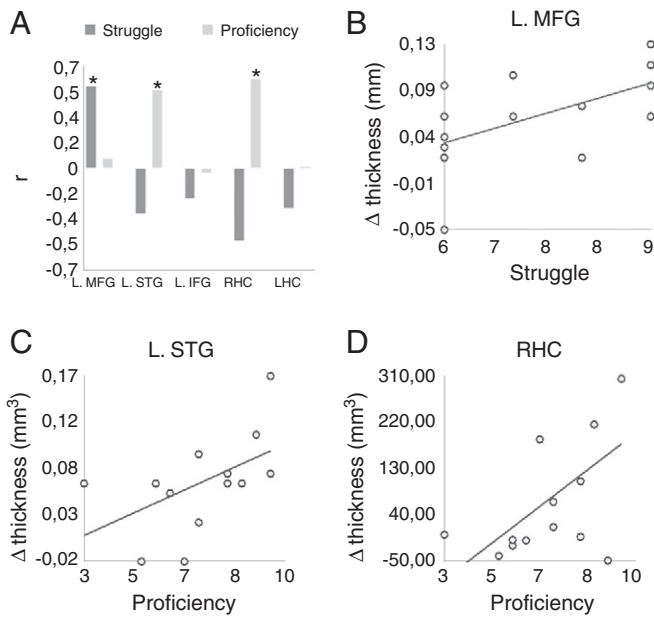 A
Struggle
Proficiency
0,7
0,5
0,4
0,2
0
-0,2
-0,4
-0,5
-0,7
r
*
*
*
L. MFG
L. STG
L. IFG
RHC
LHC
B
L. MFG
0,13
0,09
0,04
-0,01
-0,05
Δ thickness (mm)
6
7
8
8
9
Struggle
C
L. STG
0,17
0,12
0,08
0,03
-0,02
Δ thickness (mm³)
3
5
7
8
10
Proficiency
D
RHC
310,00
220,00
130,00
40,00
-50,00
Δ thickness (mm³)
3
5
7
8
10
Proficiency